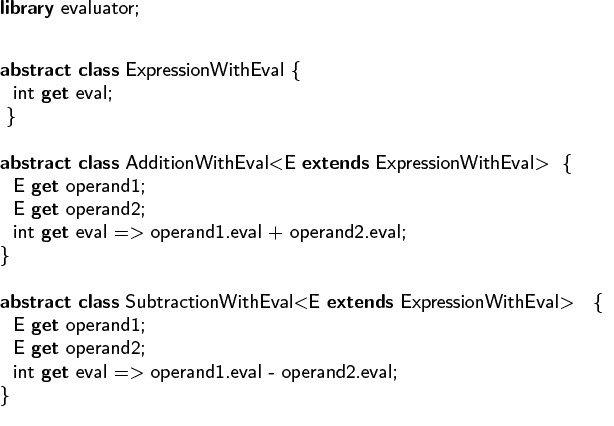 library evaluator;
abstract class ExpressionWithEval {
int get eval;
}
abstract class AdditionWithEval<E extends ExpressionWithEval> {
E get operand1;
E get operand2;
int get eval => operand1.eval + operand2.eval;
}
abstract class SubtractionWithEval<E extends ExpressionWithEval> {
E get operand1;
E get operand2;
int get eval => operand1.eval - operand2.eval;
}